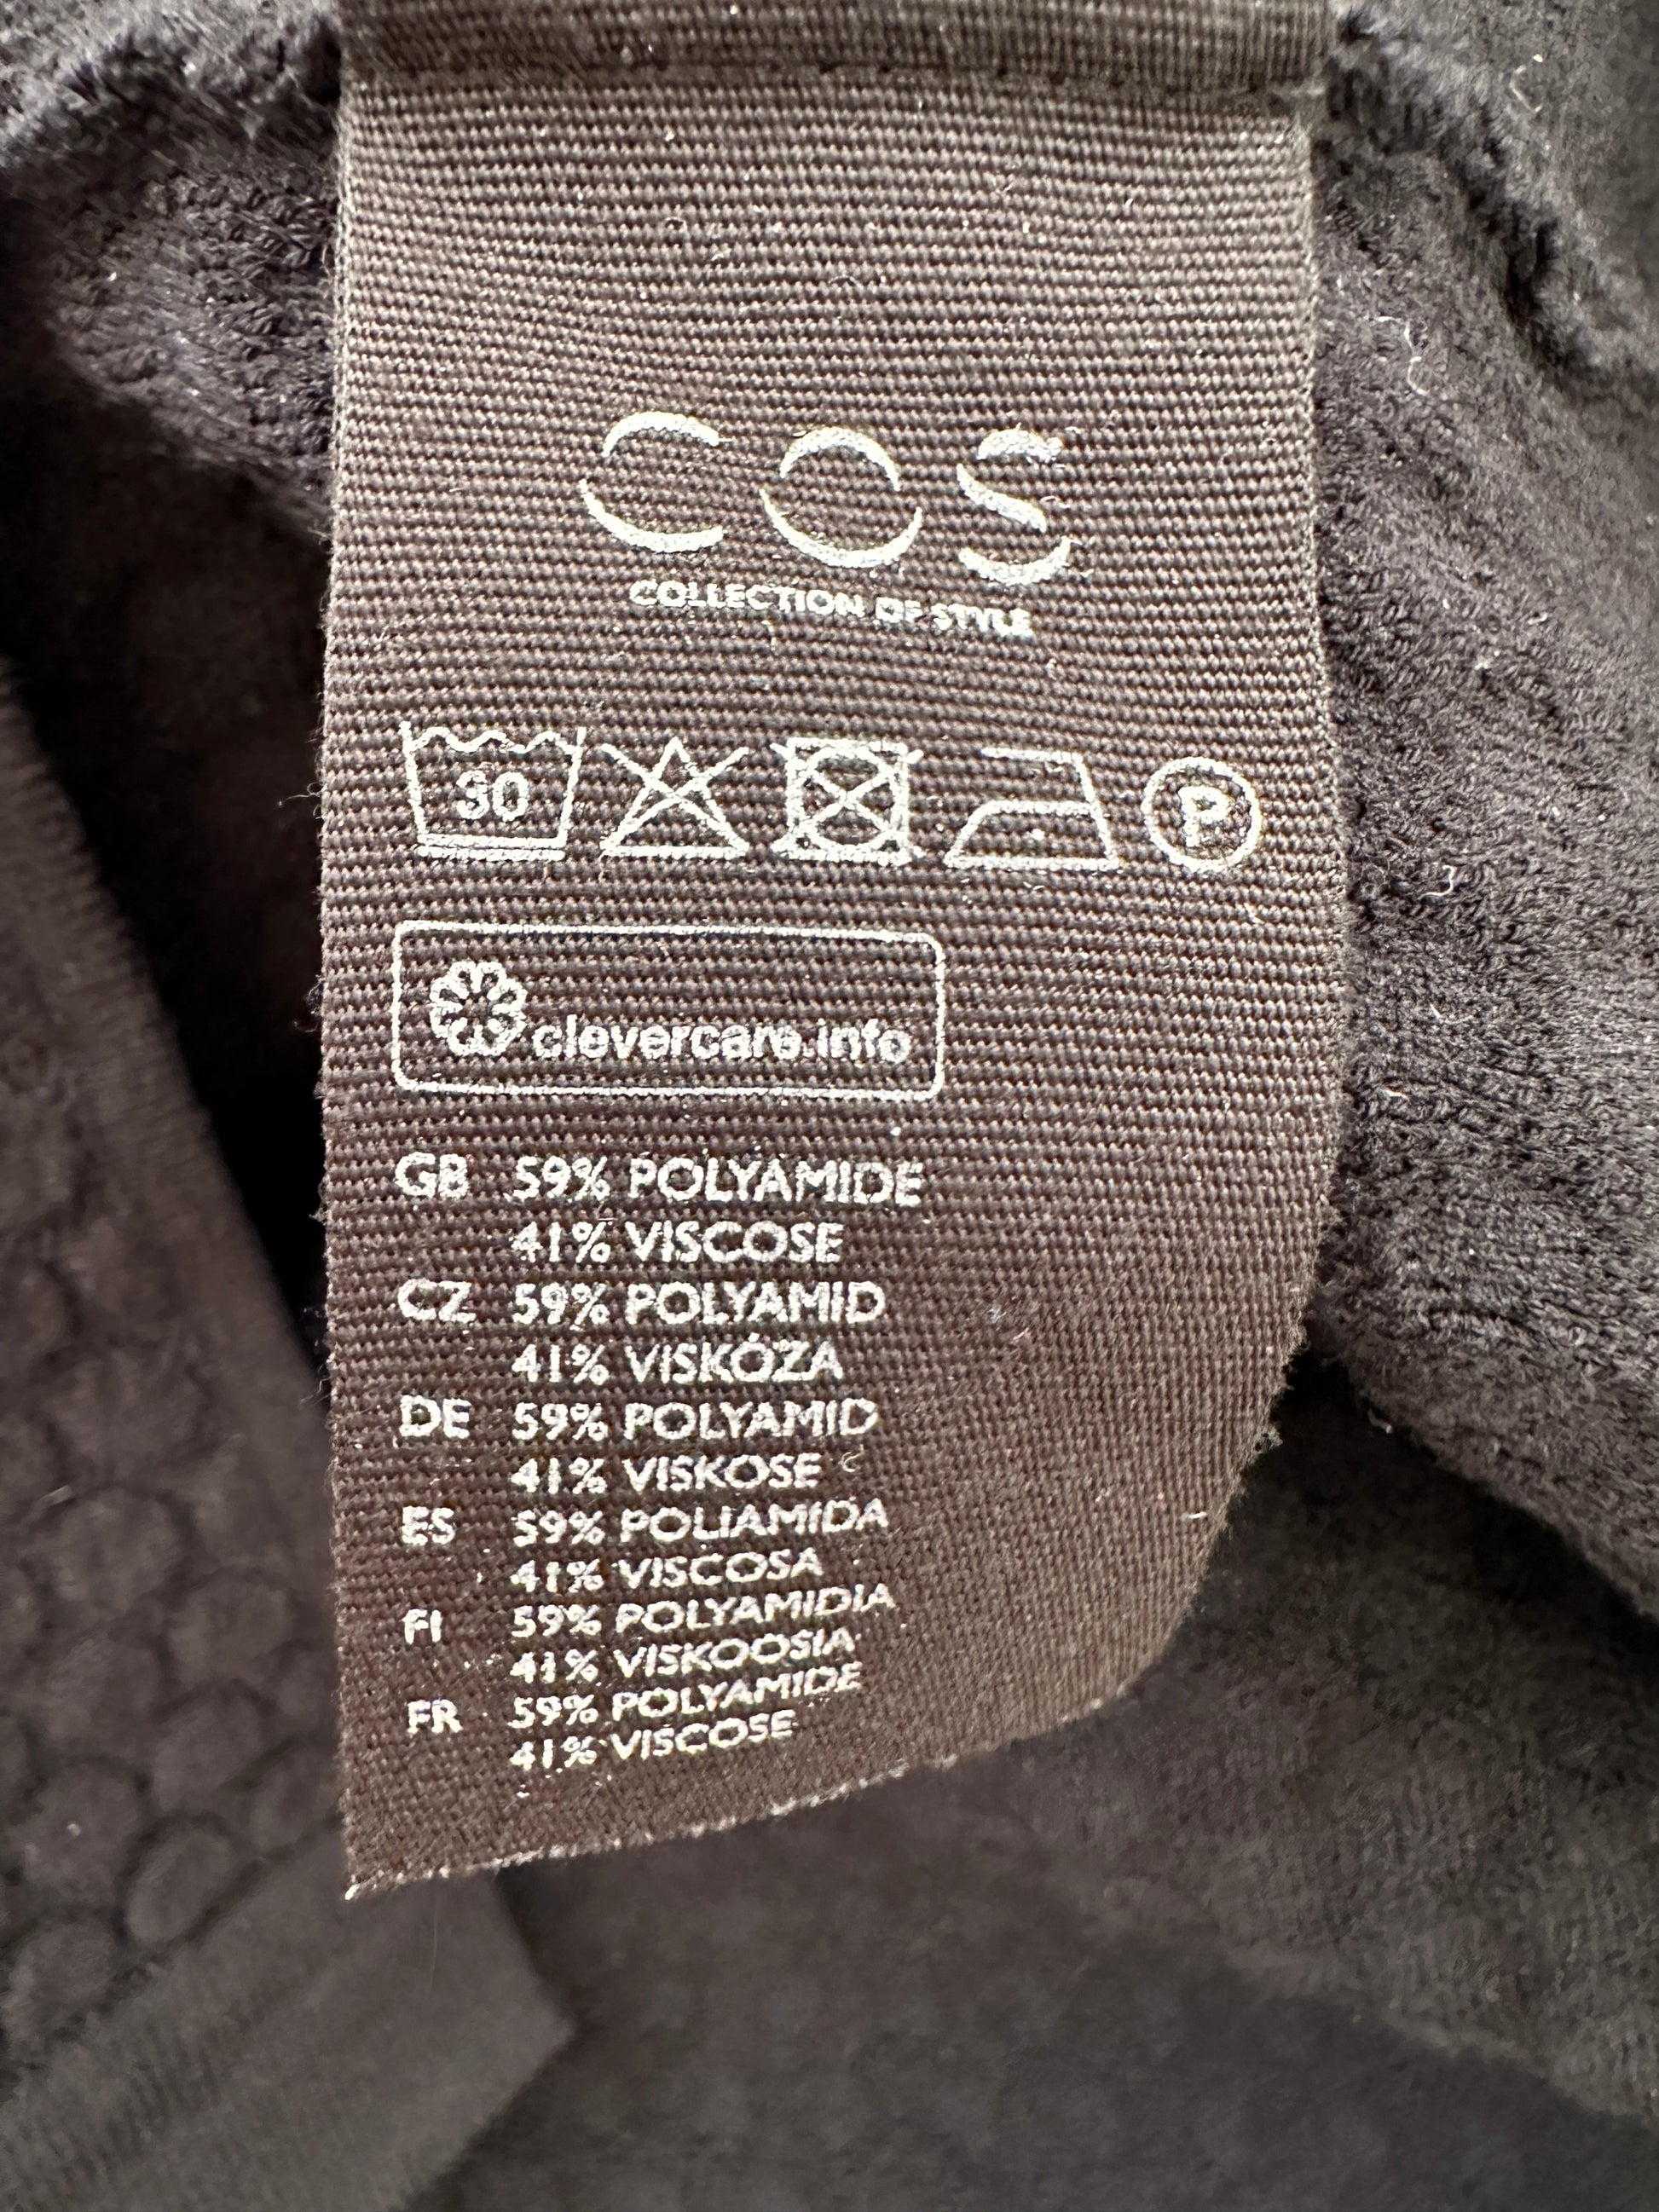 COS
COLLECTION OF STYLE
30 P
clevercare.info
GB 59% POLYAMIDE
41% VISCOSE
CZ 59% POLYAMID
41% VISKÓZA
DE 59% POLYAMID
41% VISKOSE
ES 59% POLIAMIDA
41% VISCOSA
FI 59% POLYAMIDIA
41% VISKOOSIA
FR 59% POLYAMIDE
41% VISCOSE